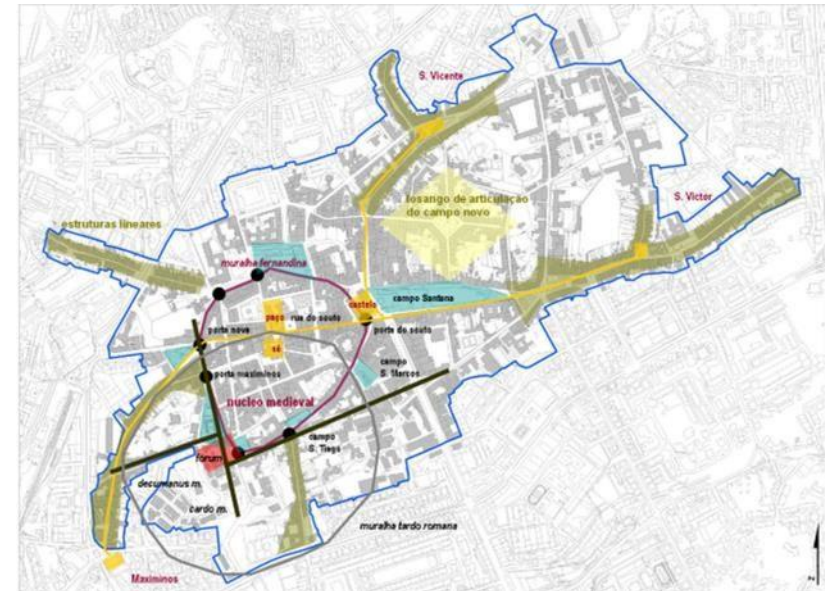 S. Vicente
S. Victor
losango de articulação
do campo novo
estruturas lineares
muralha fernandina
castelo
campo Santana
paço
rua do souto
porta nova
porta do souto
sé
campo
S. Marcos
porta maximinos
nucleo medieval
campo
S. Tiago
forum
decumanus m.
cardo m.
muralha tardo romana
Maximinos